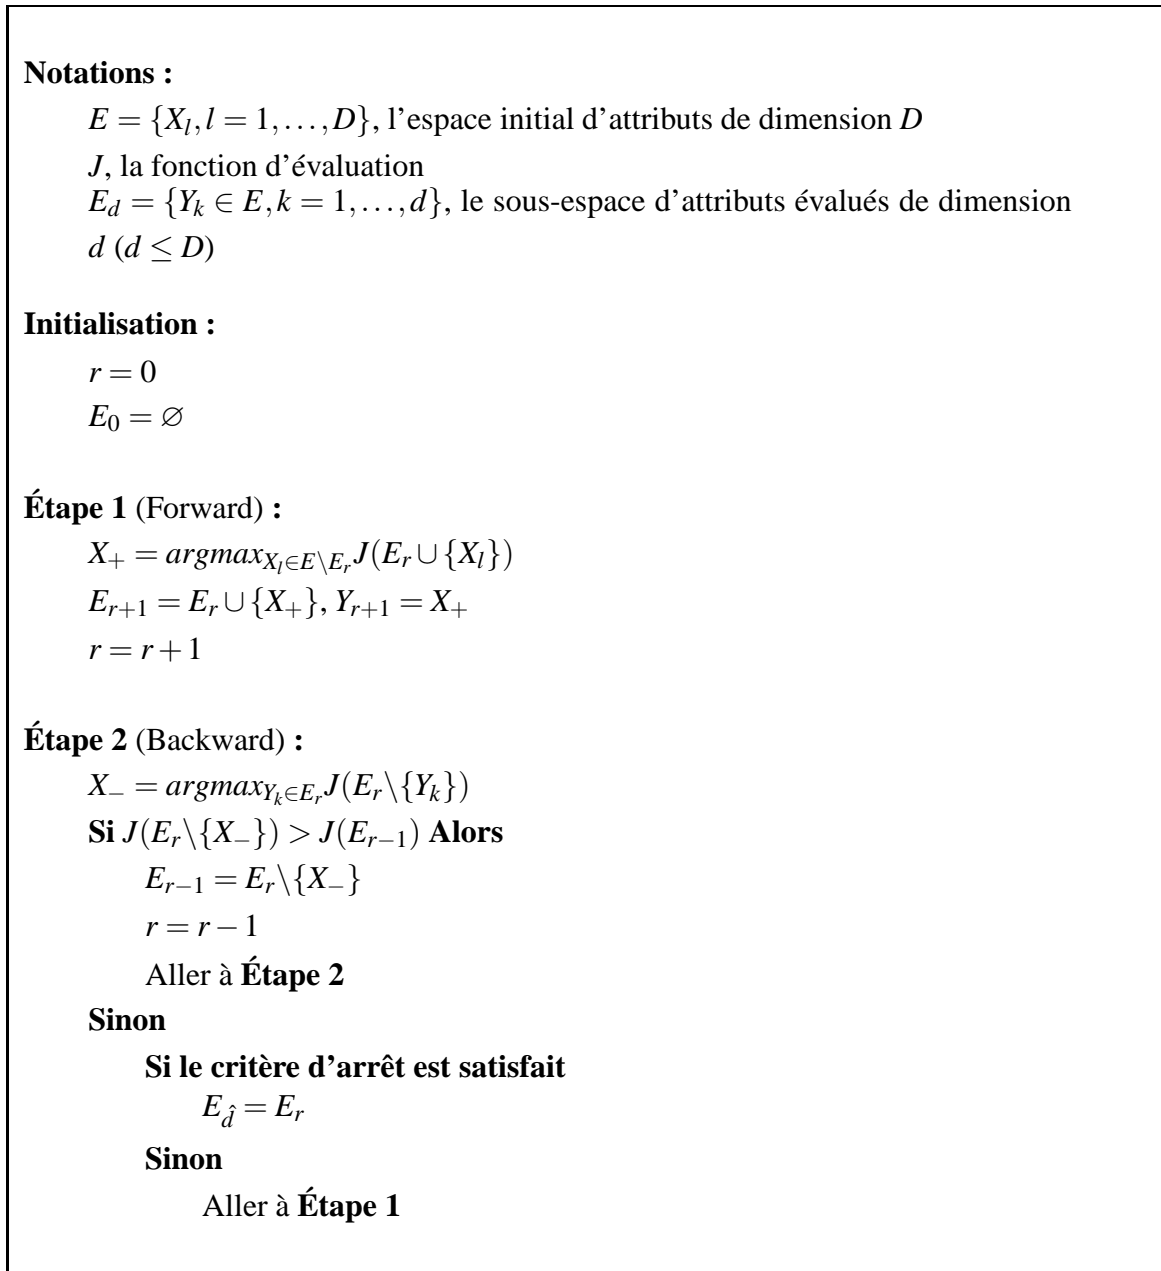 Notations :
E = {X_l, l = 1,...,D}, l'espace initial d'attributs de dimension D
J, la fonction d'évaluation
E_d = {Y_k ∈ E, k = 1,...,d}, le sous-espace d'attributs évalués de dimension
d (d ≤ D)
Initialisation :
r = 0
E_0 = ∅
Étape 1 (Forward) :
X_+ = argmax_{X_l∈E\E_r} J(E_r ∪ {X_l})
E_{r+1} = E_r ∪ {X_+}, Y_{r+1} = X_+
r = r + 1
Étape 2 (Backward) :
X_− = argmax_{Y_k∈E_r} J(E_r\{Y_k})
Si J(E_r\{X_−}) > J(E_{r−1}) Alors
E_{r−1} = E_r\{X_−}
r = r − 1
Aller à Étape 2
Sinon
Si le critère d'arrêt est satisfait
E_{d̂} = E_r
Sinon
Aller à Étape 1